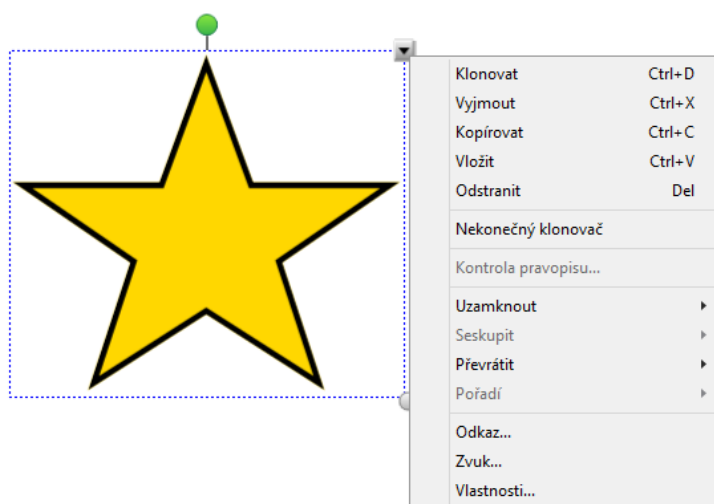 Klonovat Ctrl+D
Vyjmout Ctrl+X
Kopírovat Ctrl+C
Vložit Ctrl+V
Odstranit Del
Nekonečný klonovač
Kontrola pravopisu...
Uzamknout
Seskupit
Převrátit
Pořadí
Odkaz...
Zvuk...
Vlastnosti...